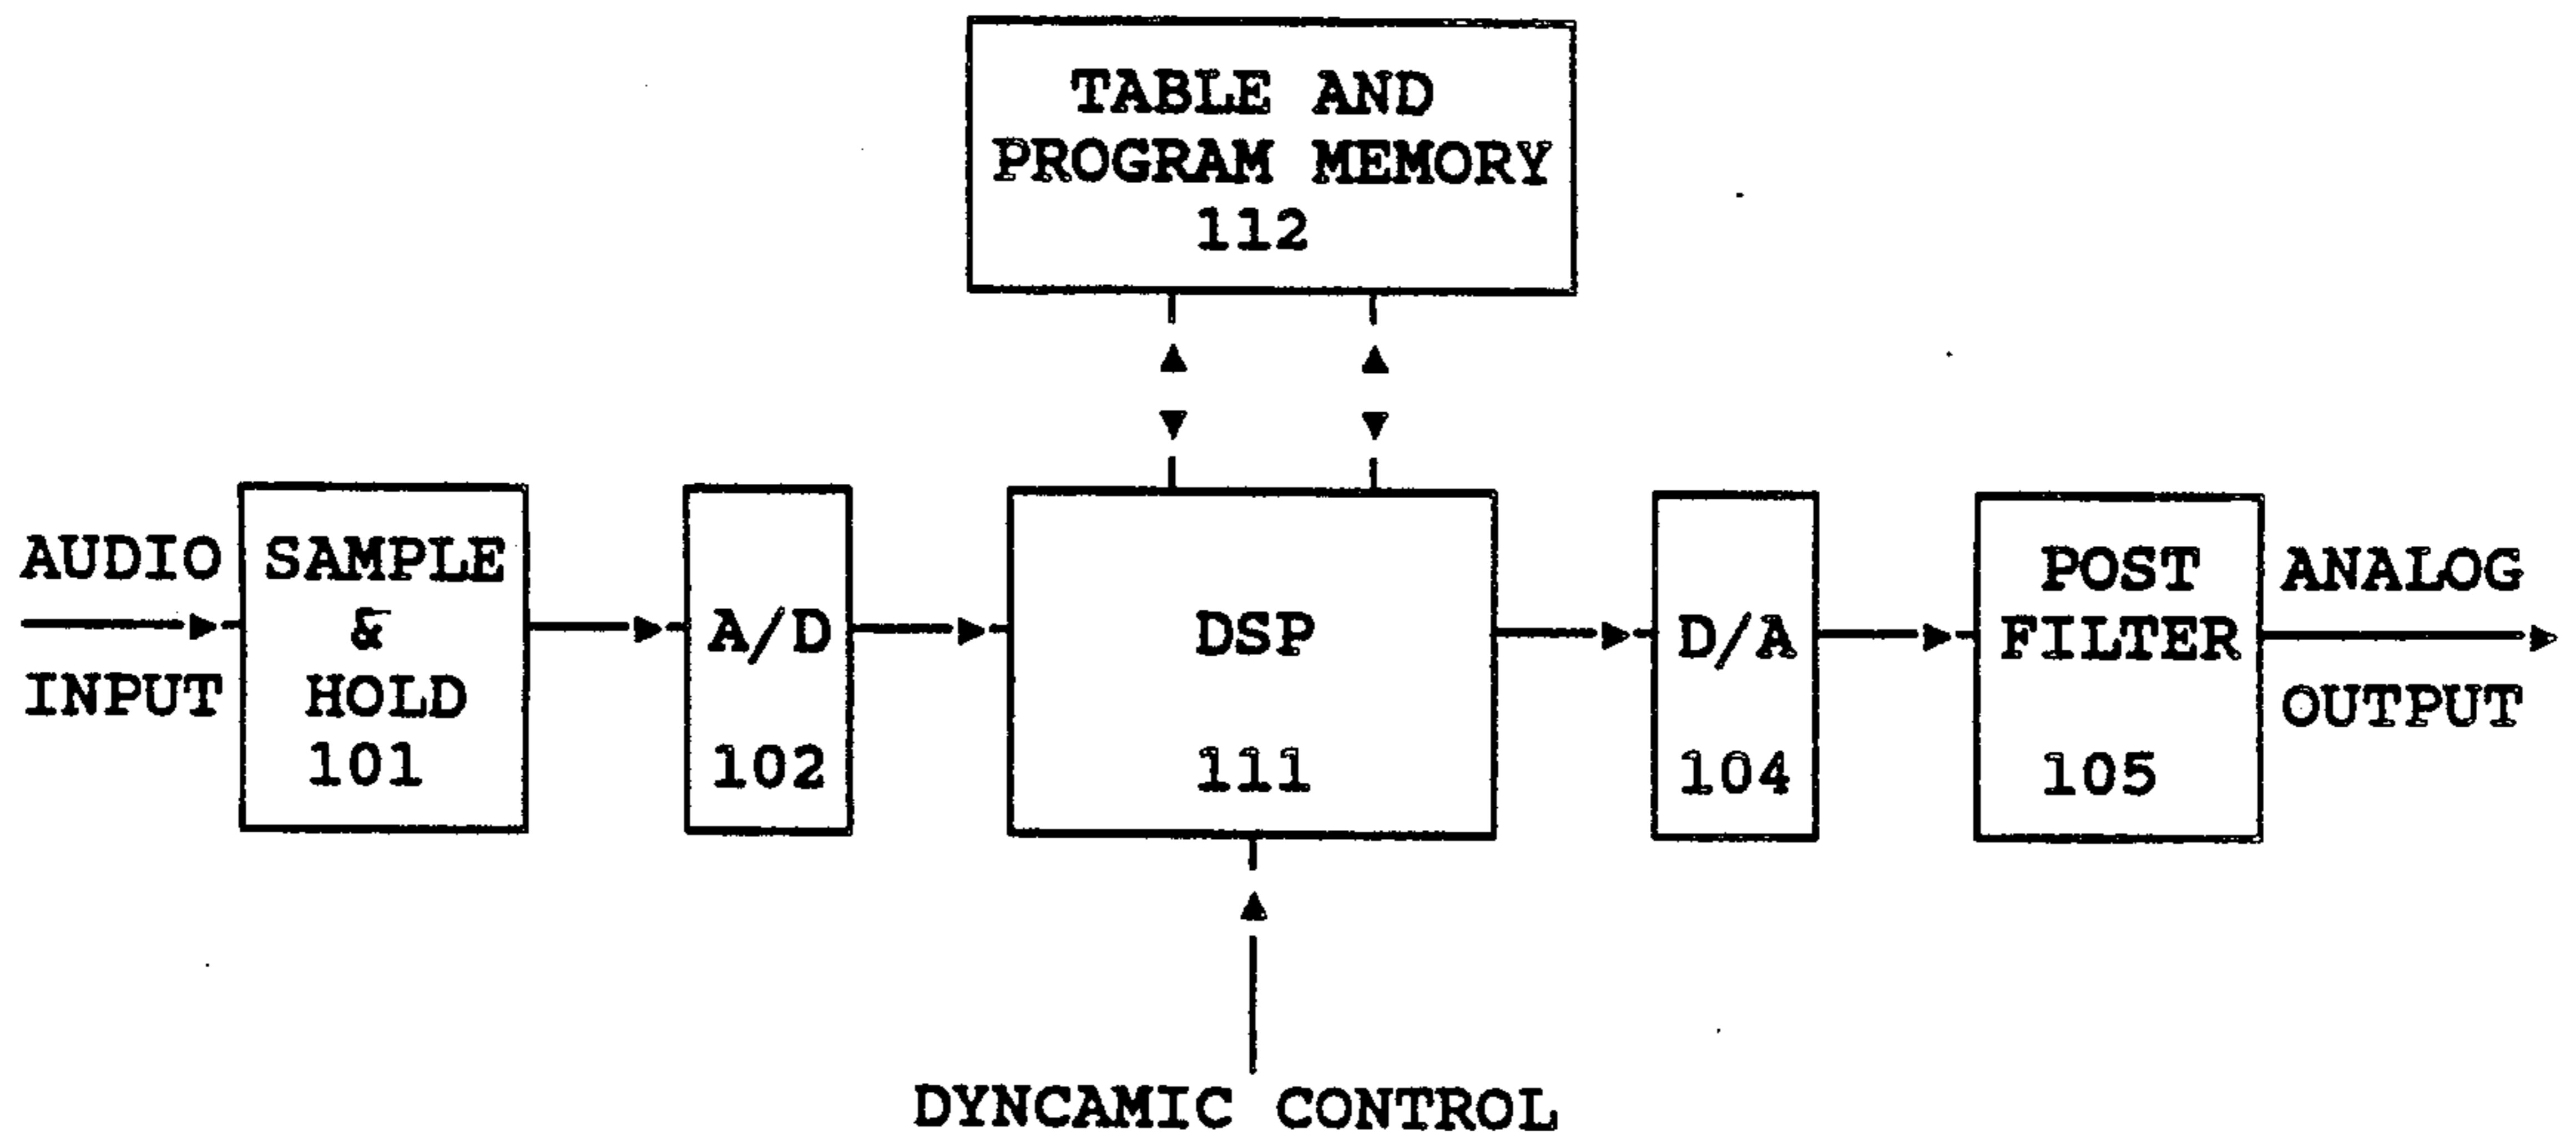 TABLE AND
PROGRAM MEMORY
112
AUDIO
INPUT
SAMPLE
&
HOLD
101
A/D
102
DSP
111
D/A
104
POST
FILTER
105
ANALOG
OUTPUT
DYNCAMIC CONTROL